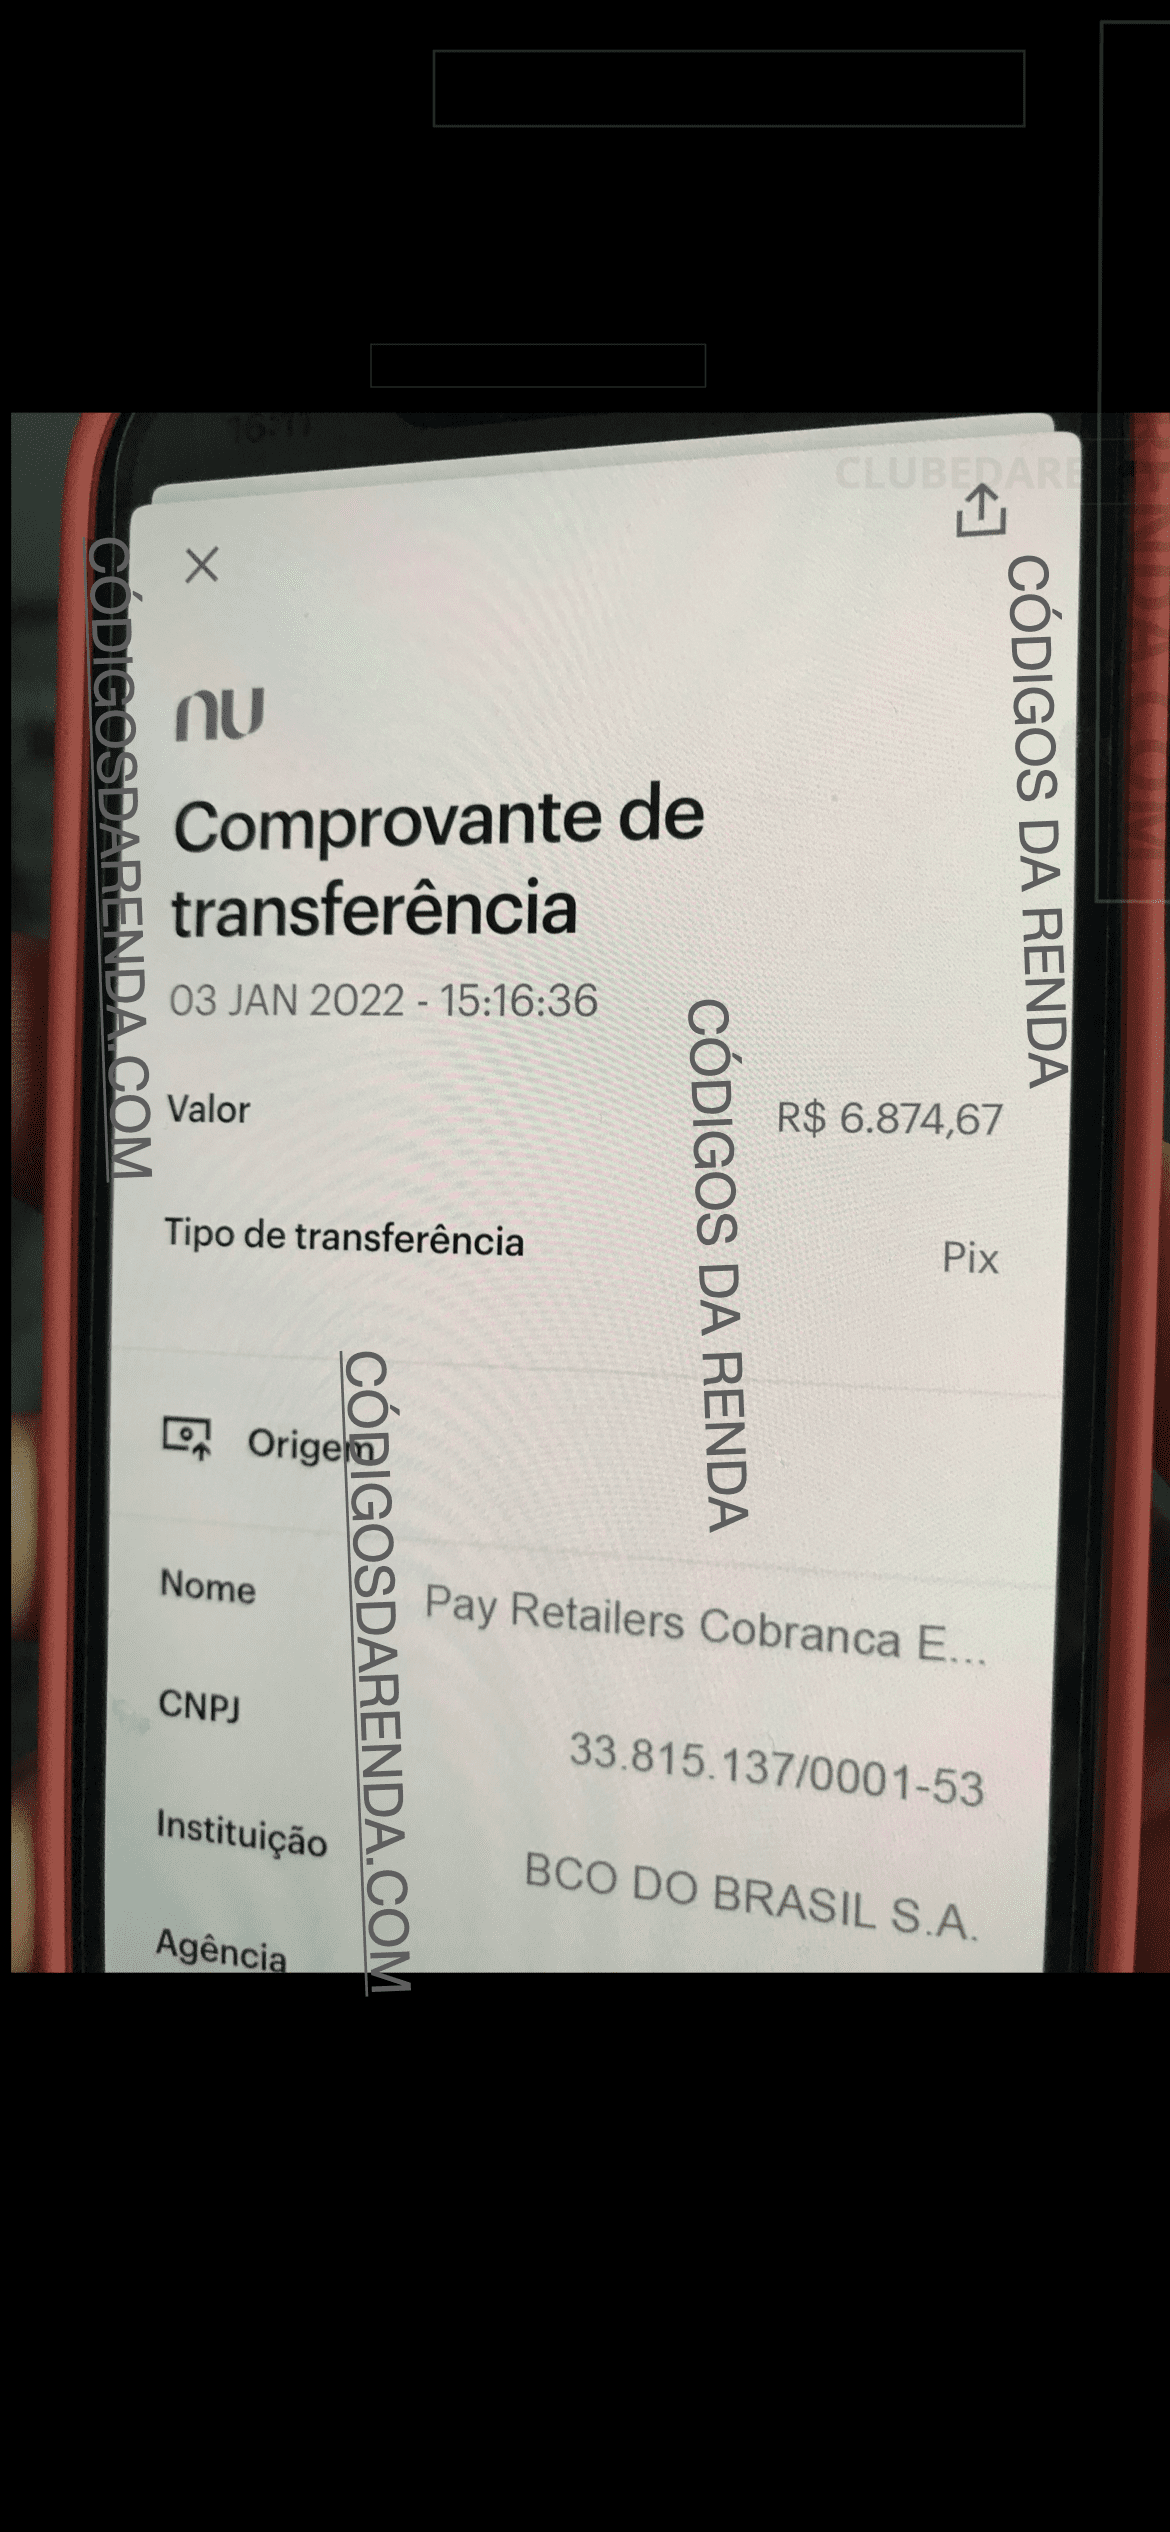 16:11
CLUBEDARE
nu
Comprovante de
transferência
03 JAN 2022 - 15:16:36
Valor
R$ 6.874,67
Tipo de transferência
Pix
Origem
Nome
Pay Retailers Cobranca E...
CNPJ
33.815.137/0001-53
Instituição
BCO DO BRASIL S.A.
Agência
CÓDIGOSDARENDA.COM
CÓDIGOS DA RENDA
CÓDIGOS DA RENDA
CÓDIGOSDARENDA.COM